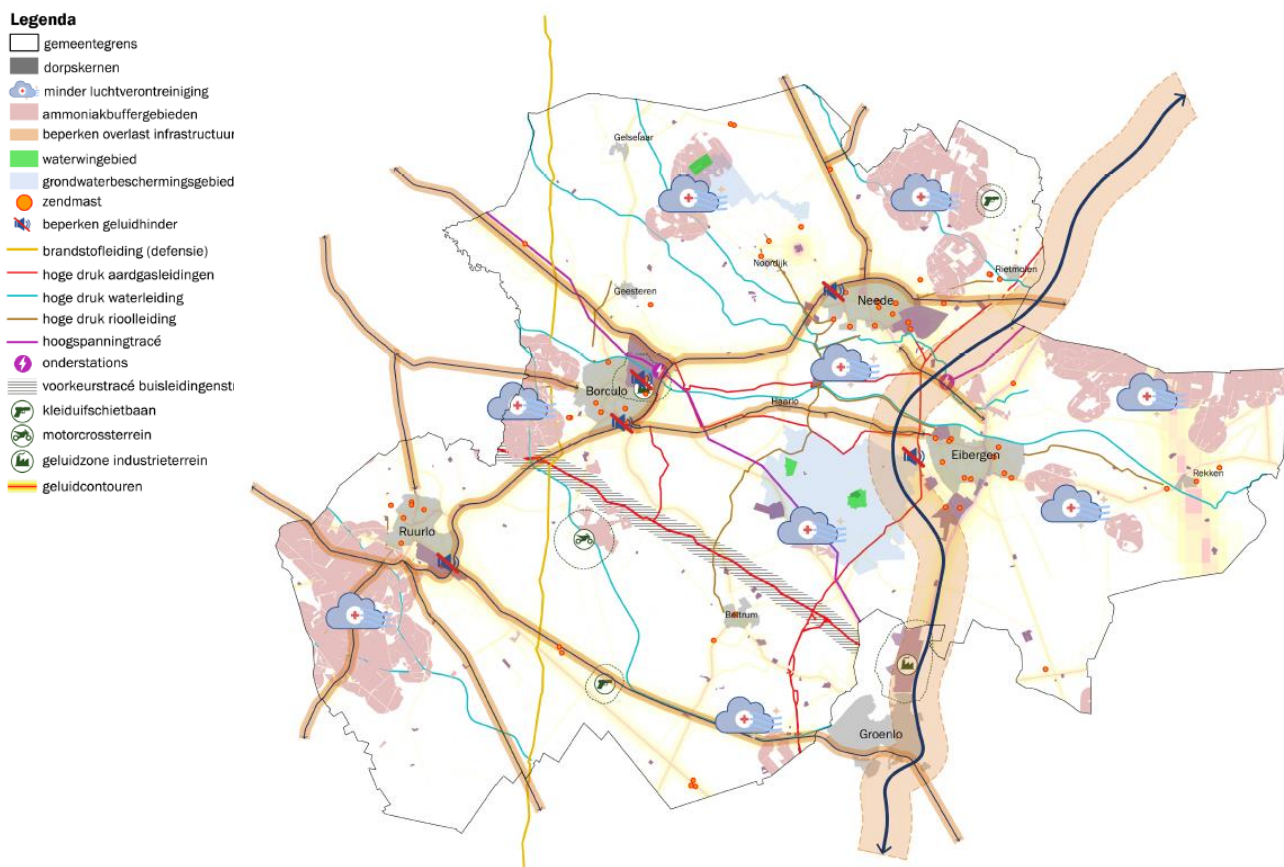 Legenda
gemeentegrens
dorpskernen
minder luchtverontreiniging
ammoniakbuffergebieden
beperken overlast infrastructuur
waterwingebied
grondwaterbeschermingsgebied
zendmast
beperken geluidhinder
brandstofleiding (defensie)
hoge druk aardgasleidingen
hoge druk waterleiding
hoge druk rioolleiding
hoogspanningtracé
onderstations
voorkeurstracé buisleidingenst
kleiduifschietbaan
motorcrossterrein
geluidzone industrieterrein
geluidcontouren
Gelselaar
Noordijk
Rietmolen
Geesteren
Neede
Borculo
Haarlo
Eibergen
Rekken
Ruurlo
Beltrum
Groenlo